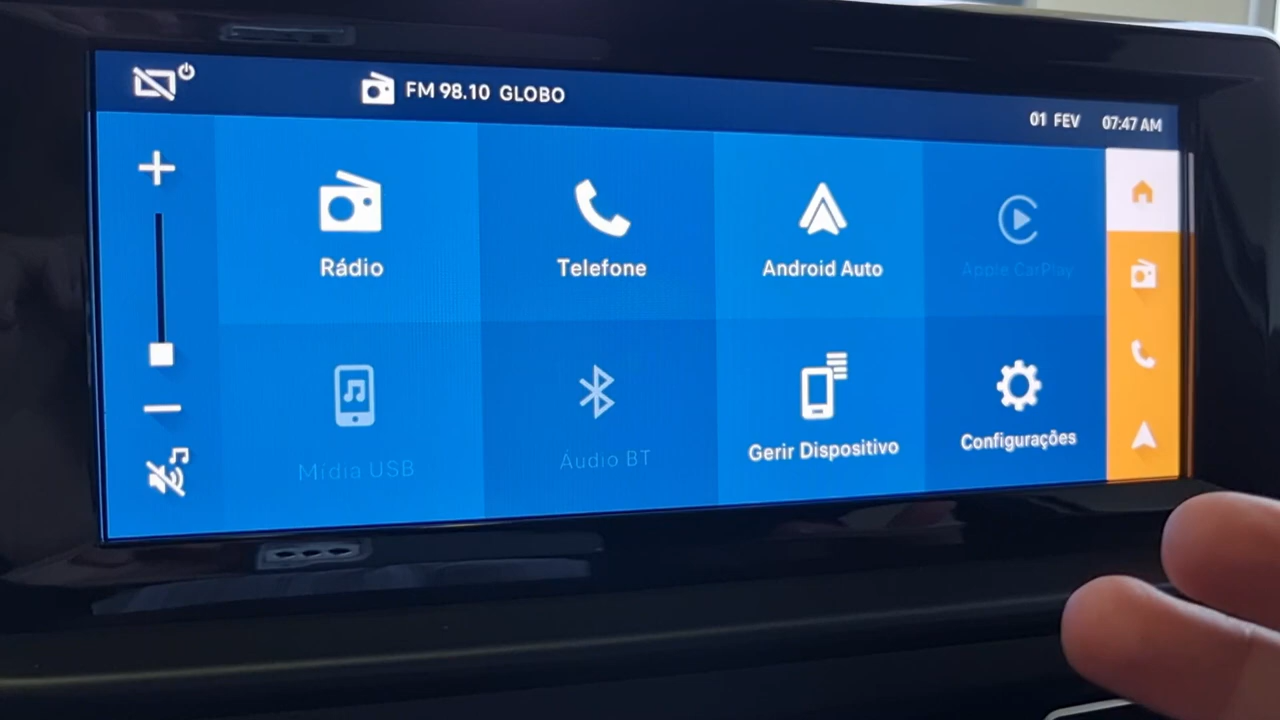 FM 98.10 GLOBO
01 FEV 07:47 AM
Rádio
Telefone
Android Auto
Apple CarPlay
Mídia USB
Áudio BT
Gerir Dispositivo
Configurações